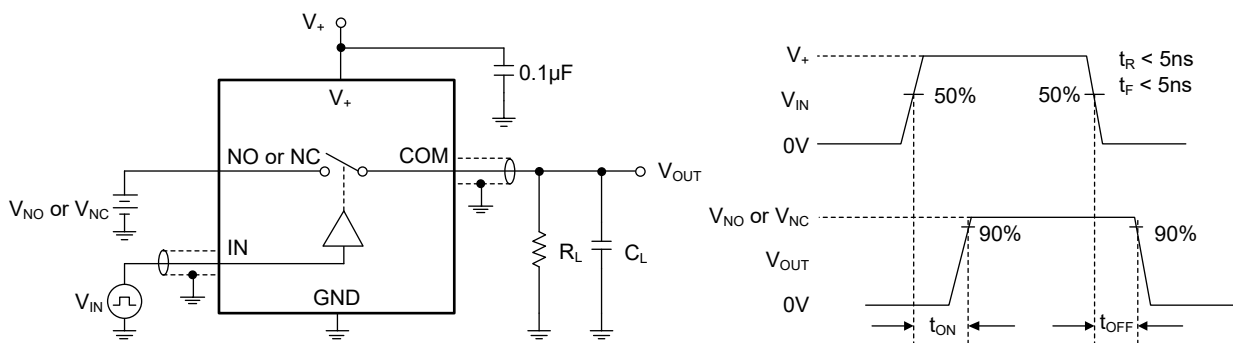 V+
0.1µF
V+
NO or NC
COM
VOUT
VNO or VNC
IN
RL
CL
VIN
GND
V+
tR < 5ns
tF < 5ns
VIN
50%
50%
0V
VNO or VNC
90%
90%
VOUT
0V
tON
tOFF